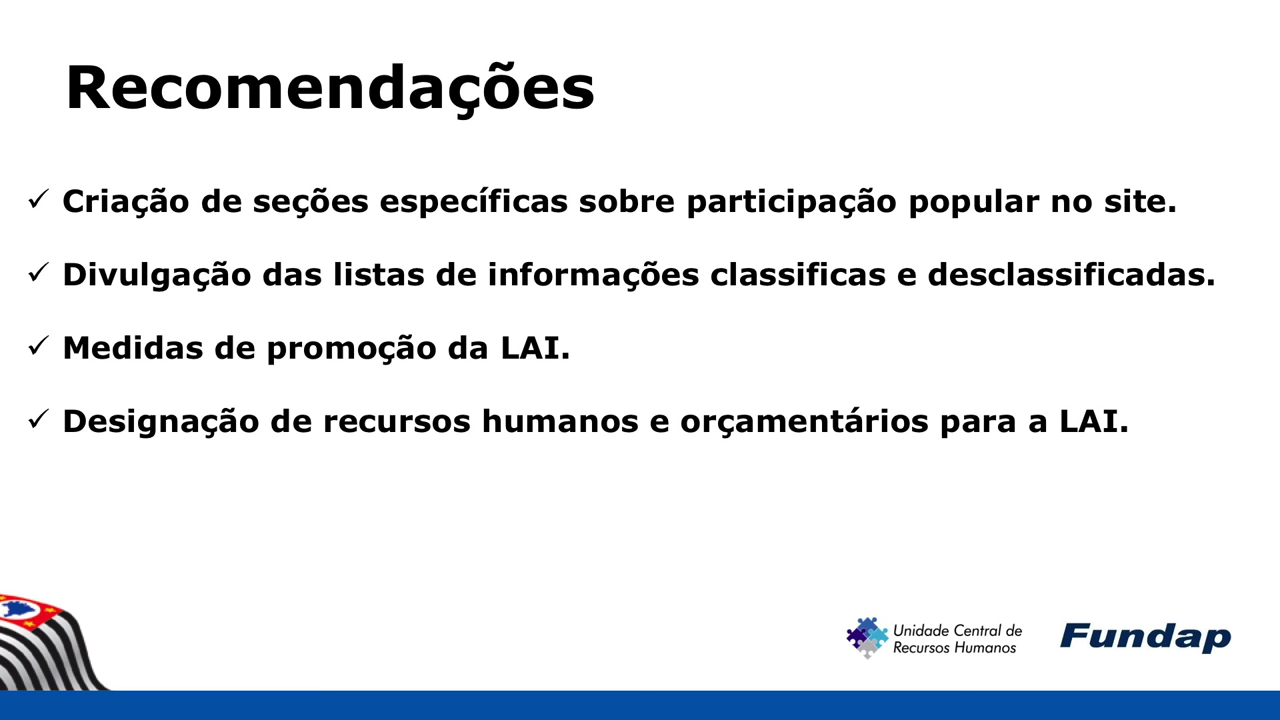 Recomendações
✓ Criação de seções específicas sobre participação popular no site.
✓ Divulgação das listas de informações classificas e desclassificadas.
✓ Medidas de promoção da LAI.
✓ Designação de recursos humanos e orçamentários para a LAI.
Unidade Central de
Recursos Humanos
Fundap